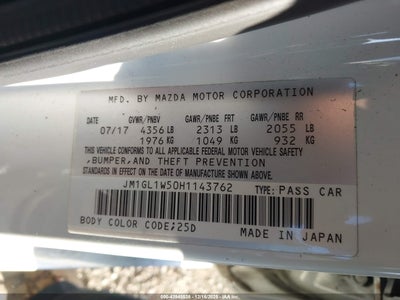 MFD. BY MAZDA MOTOR CORPORATION
GVWR/PNBV GAWR/PNBE FRT GAWR/PNBE RR
07/17 4356 LB 2313 LB 2055 LB
1976 KG 1049 KG 932 KG
THIS VEHICLE CONFORMS TO ALL APPLICABLE
FEDERAL MOTOR VEHICLE SAFETY
,BUMPER,AND THEFT PREVENTION
STANDARDS IN EFFECT ON THE DATE OF
MANUFACTURE SHOWN ABOVE.
JM1GL1W50H1143762 TYPE: PASS CAR
BODY COLOR CODE;25D
MADE IN JAPAN